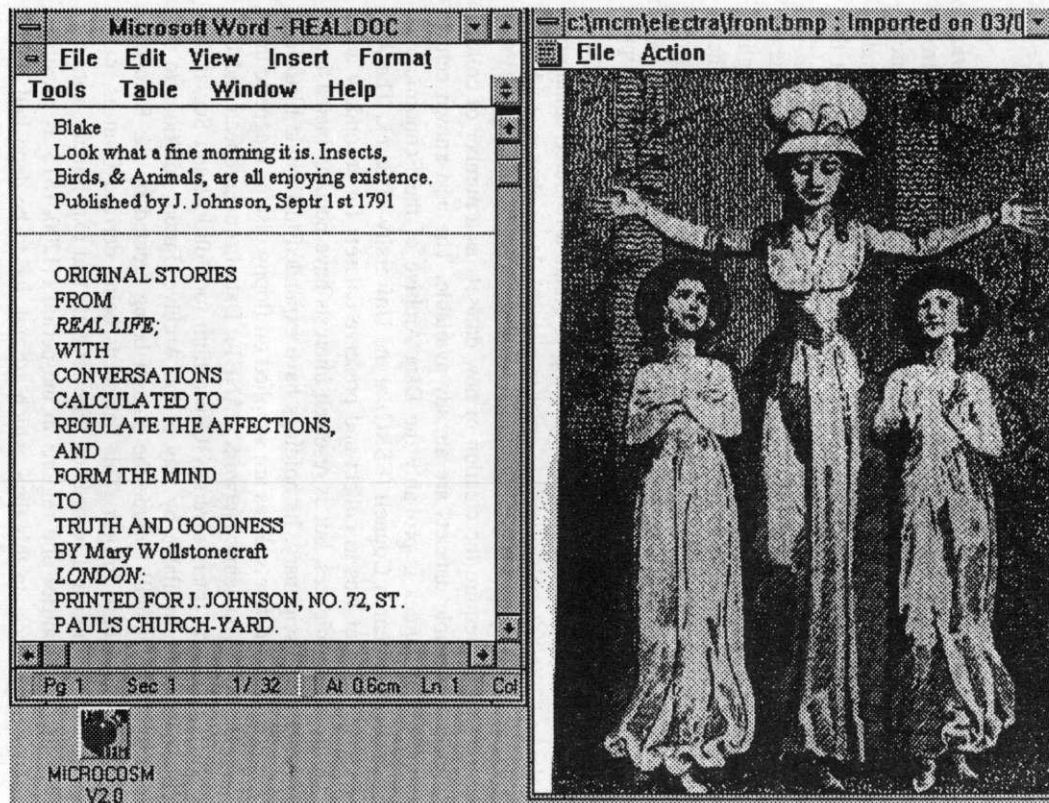 Microsoft Word - REAL.DOC
File Edit View Insert Format
Tools Table Window Help
Blake
Look what a fine morning it is. Insects,
Birds, & Animals, are all enjoying existence.
Published by J. Johnson, Septr 1st 1791
ORIGINAL STORIES
FROM
REAL LIFE;
WITH
CONVERSATIONS
CALCULATED TO
REGULATE THE AFFECTIONS,
AND
FORM THE MIND
TO
TRUTH AND GOODNESS
BY Mary Wollstonecraft
LONDON:
PRINTED FOR J. JOHNSON, NO. 72, ST.
PAUL'S CHURCH-YARD.
Pg 1 Sec 1 1/ 32 At 0.6cm Ln 1 Col
MICROCOSM
V2.0
c:\mcm\electra\front.bmp : Imported on 03/0
File Action